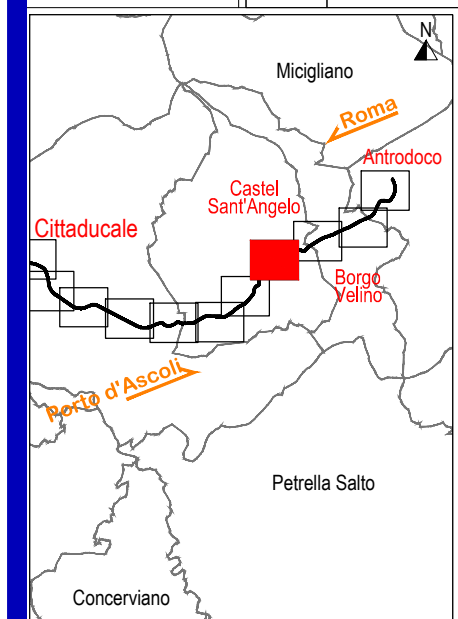 N
Micigliano
Roma
Antrodoco
Castel
Sant'Angelo
Cittaducale
Borgo
Velino
Porto d'Ascoli
Petrella Salto
Concerviano